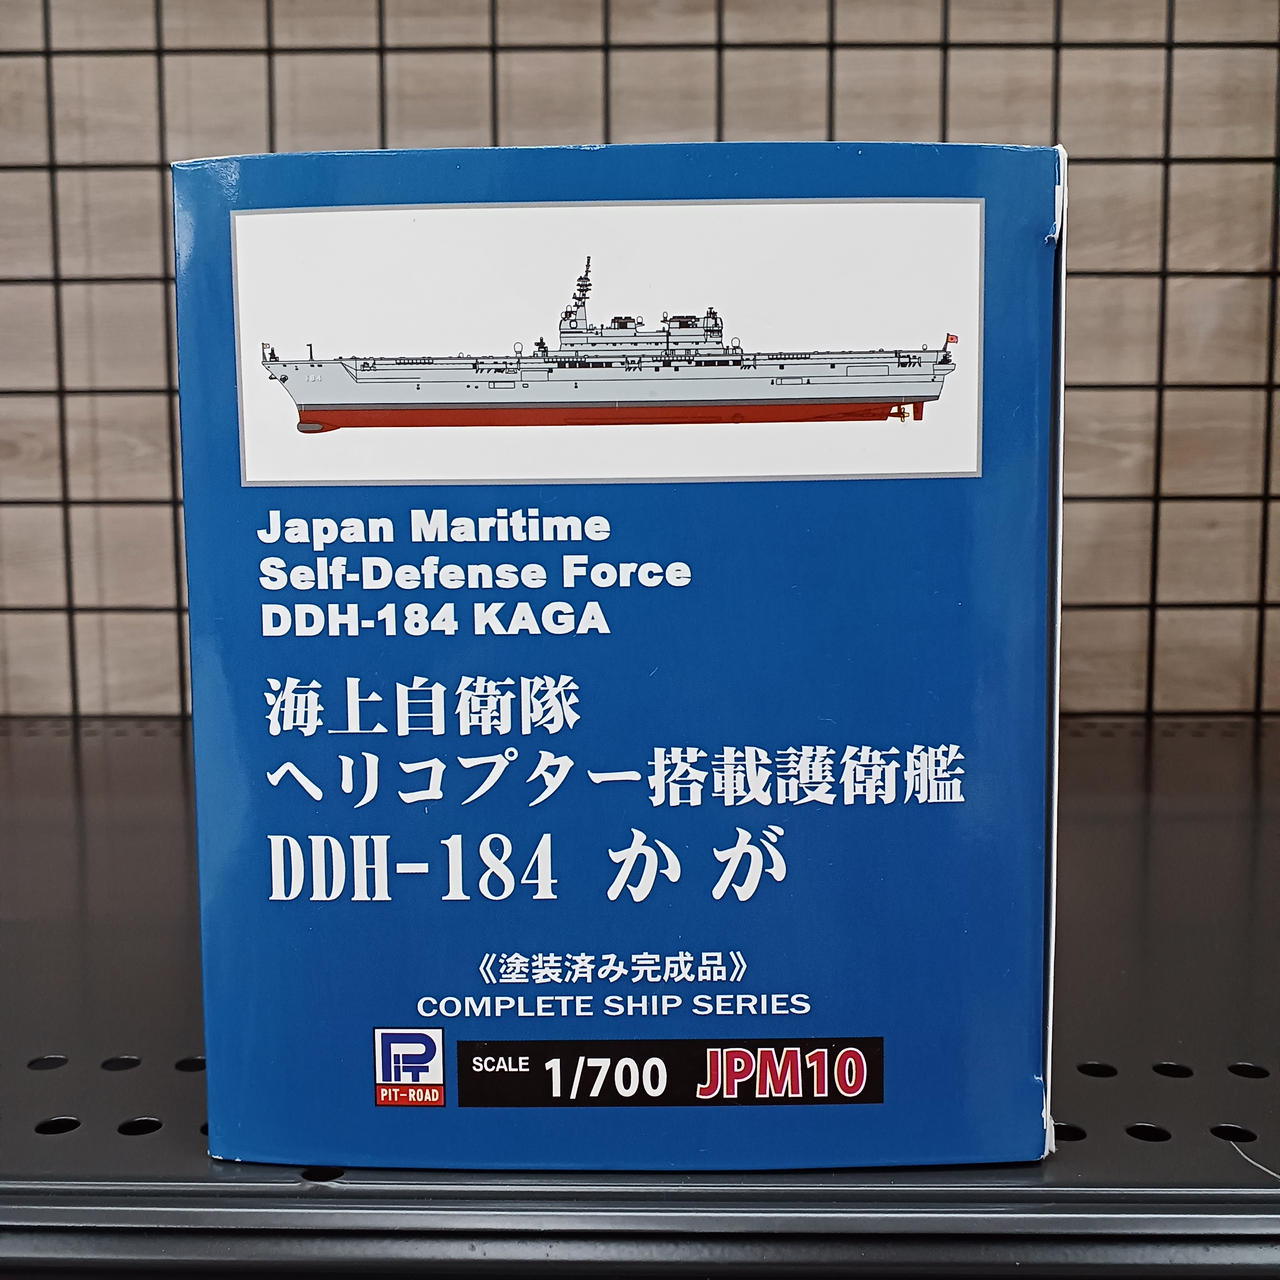 184
Japan Maritime
Self-Defense Force
DDH-184 KAGA
海上自衛隊
ヘリコプター搭載護衛艦
DDH-184 かが
《塗装済み完成品》
COMPLETE SHIP SERIES
PIT
PIT-ROAD
SCALE 1/700 JPM10